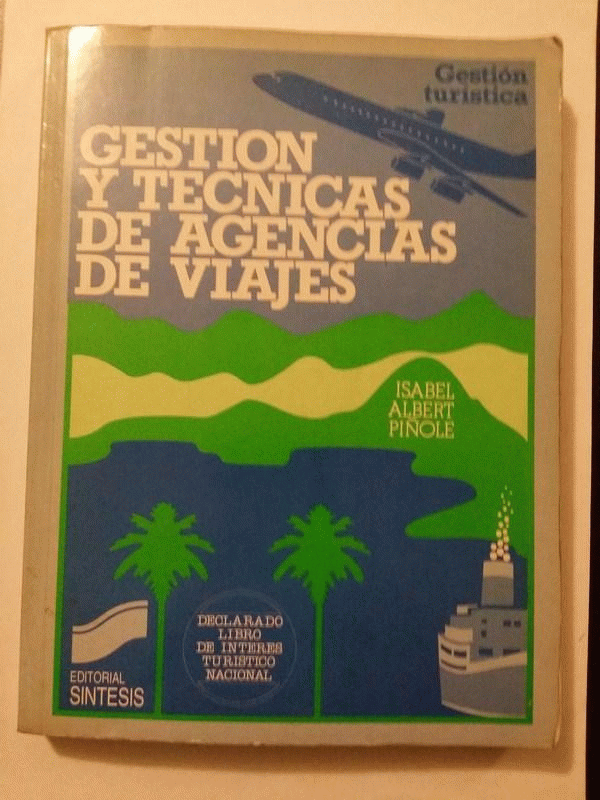 Gestión
turística
GESTION
Y TECNICAS
DE AGENCIAS
DE VIAJES
ISABEL
ALBERT
PIÑOLE
DECLARADO
LIBRO
DE INTERES
TURISTICO
NACIONAL
EDITORIAL
SINTESIS